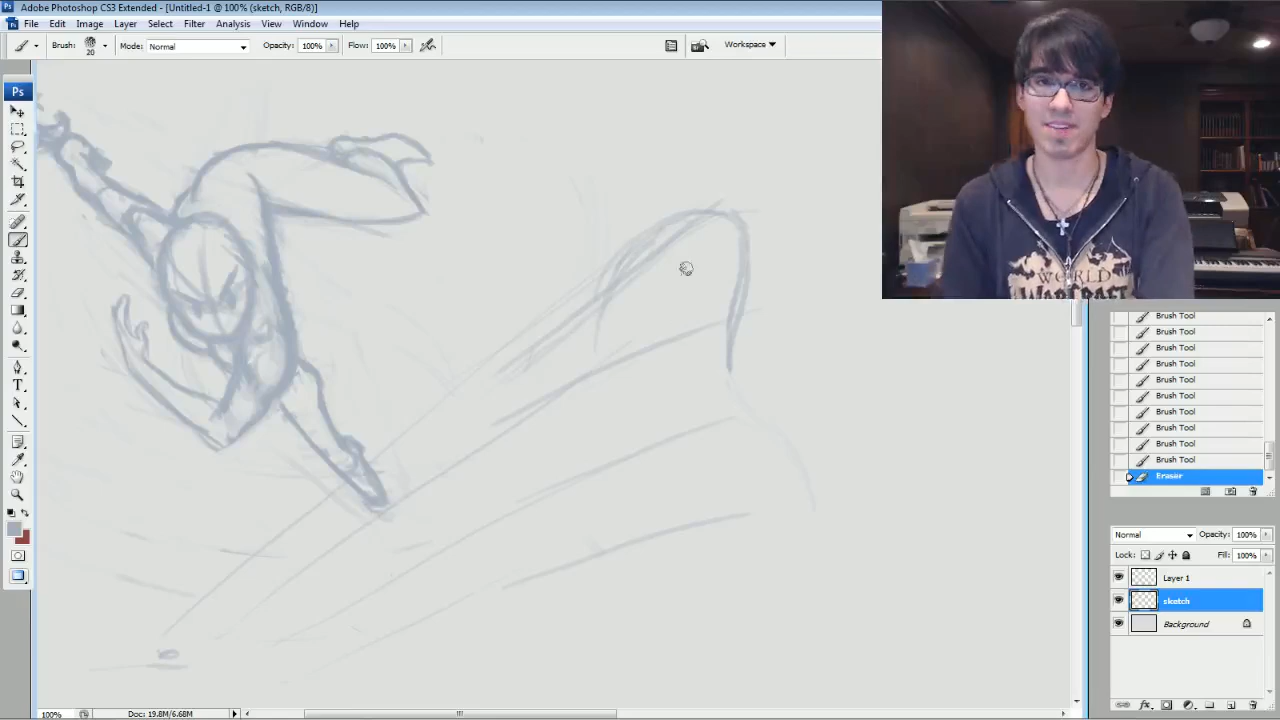 Adobe Photoshop CS3 Extended - [Untitled-1 @ 100% (sketch, RGB/8)]
File Edit Image Layer Select Filter Analysis View Window Help
Brush: 20 Mode: Normal Opacity: 100% Flow: 100% Workspace
Ps
WORLD
WARCRAFT
Brush Tool
Brush Tool
Brush Tool
Brush Tool
Brush Tool
Brush Tool
Brush Tool
Brush Tool
Brush Tool
Brush Tool
Eraser
Normal Opacity: 100%
Lock: Fill: 100%
Layer 1
sketch
Background
100% Doc: 19.8M/6.68M